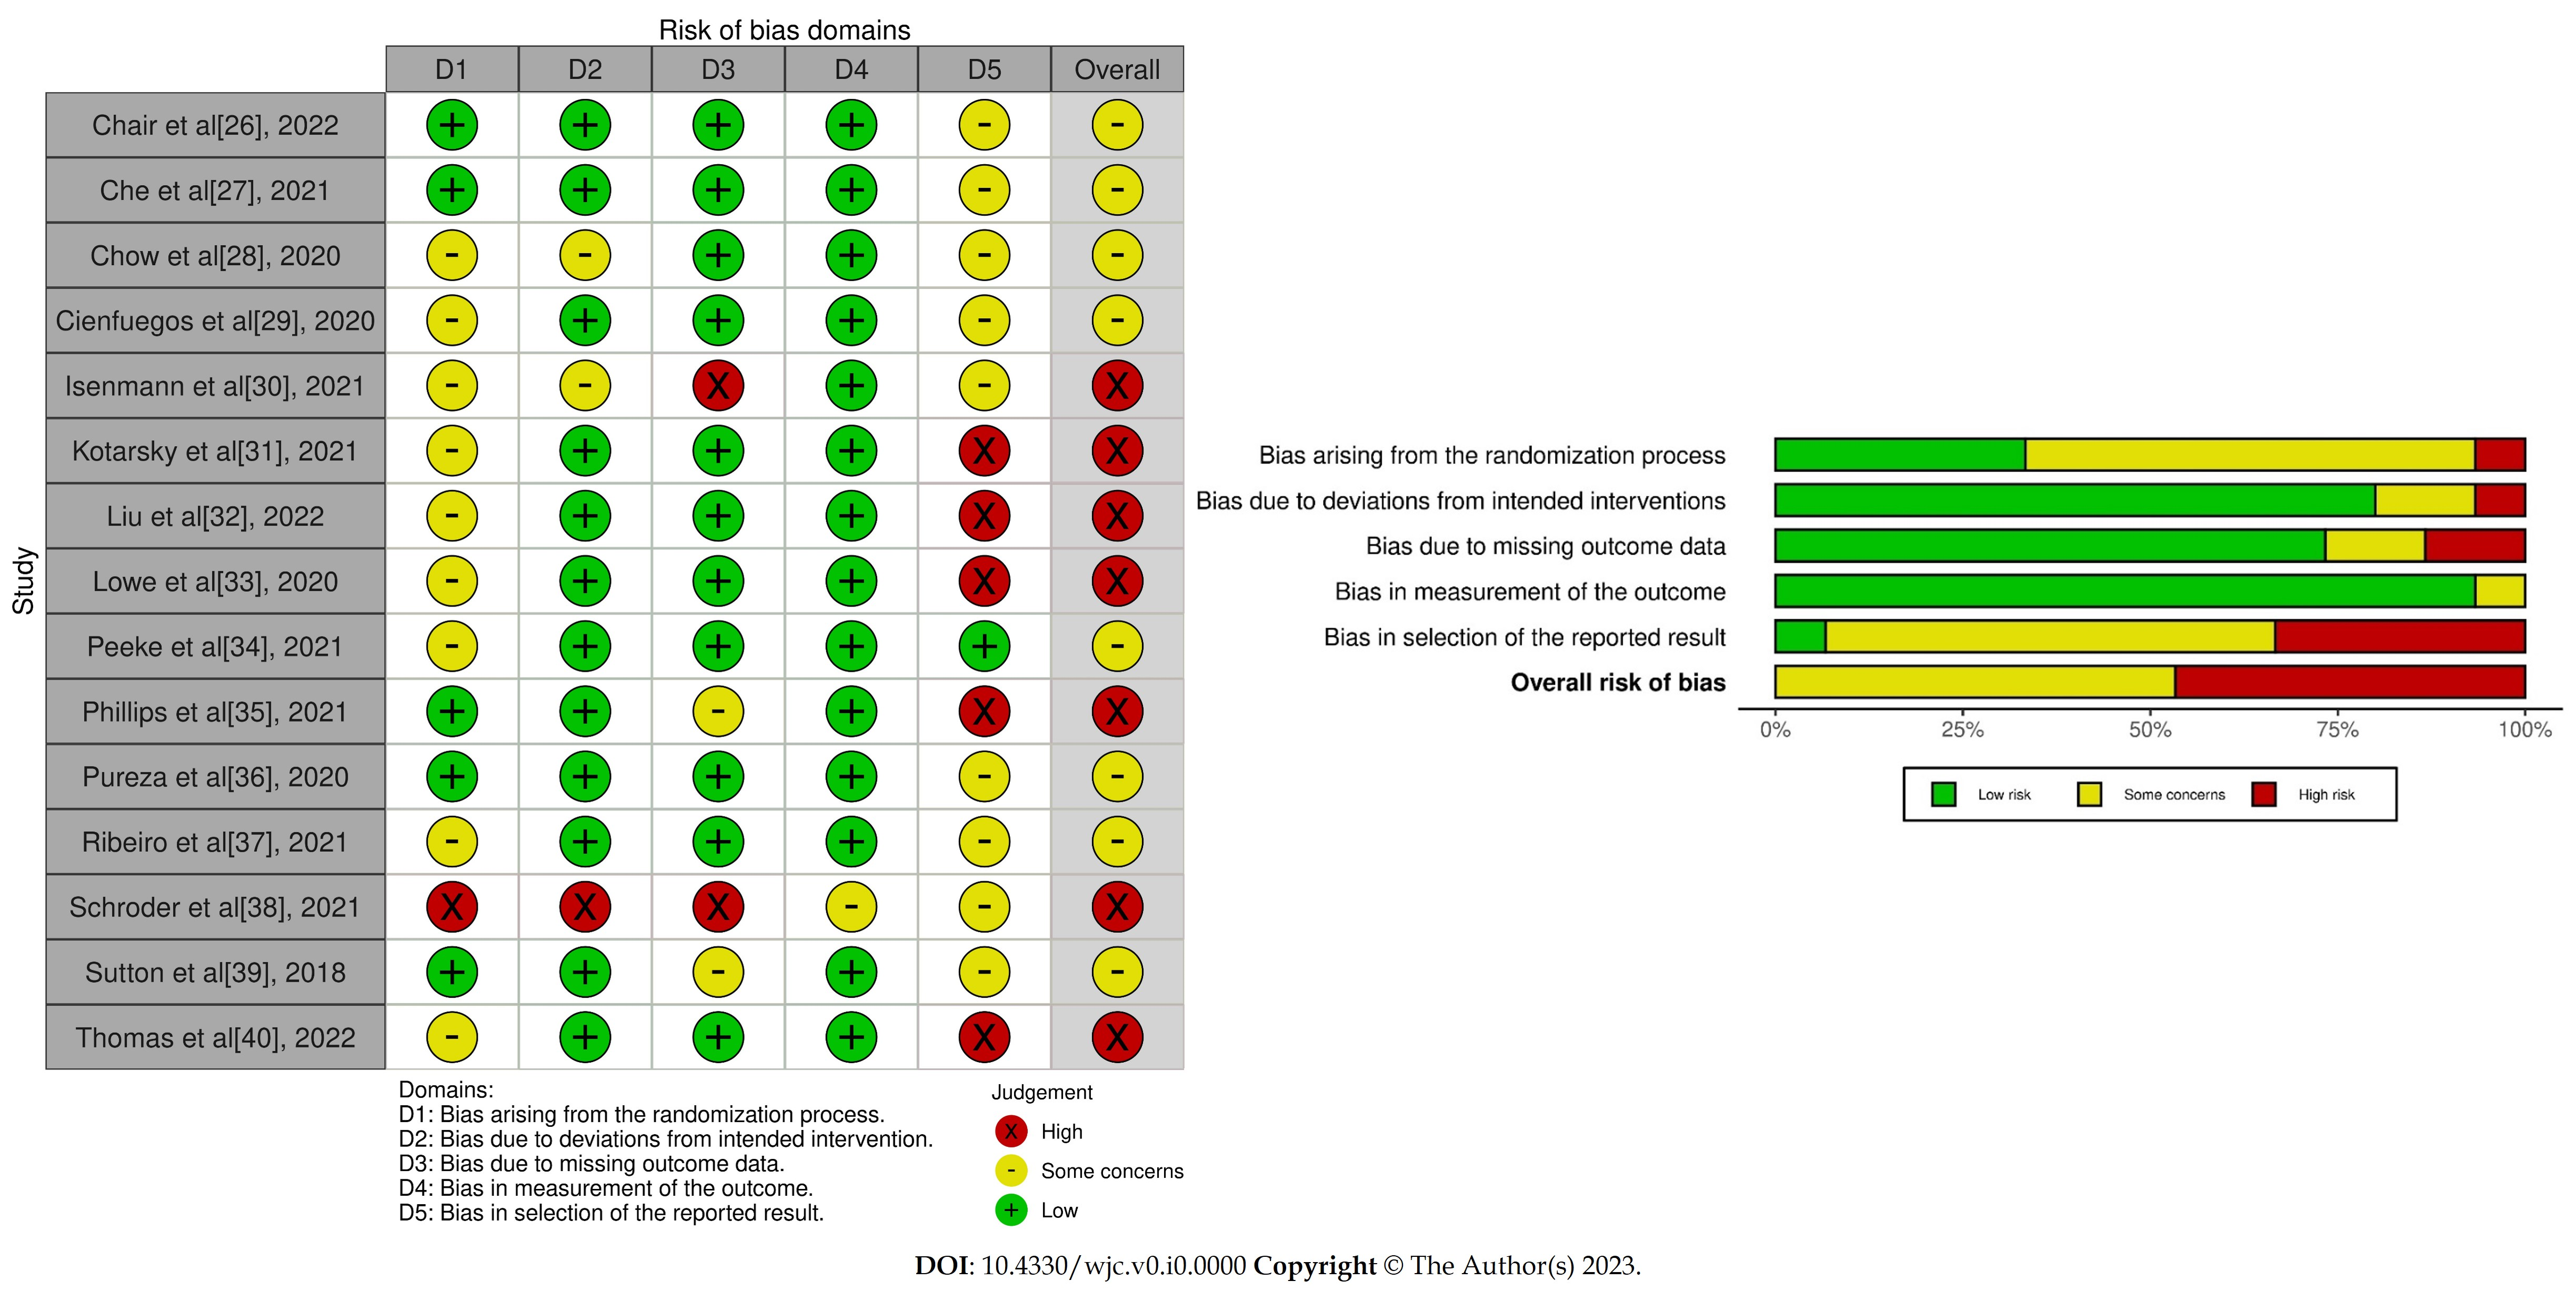 Risk of bias domains
D1 D2 D3 D4 D5 Overall
Study
Chair et al[26], 2022 + + + + - -
Che et al[27], 2021 + + + + - -
Chow et al[28], 2020 - - + + - -
Cienfuegos et al[29], 2020 - + + + - -
Isenmann et al[30], 2021 - - X + - X
Kotarsky et al[31], 2021 - + + + X X
Liu et al[32], 2022 - + + + X X
Lowe et al[33], 2020 - + + + X X
Peeke et al[34], 2021 - + + + + -
Phillips et al[35], 2021 + + - + X X
Pureza et al[36], 2020 + + + + - -
Ribeiro et al[37], 2021 - + + + - -
Schroder et al[38], 2021 X X X - - X
Sutton et al[39], 2018 + + - + - -
Thomas et al[40], 2022 - + + + X X
Domains:
D1: Bias arising from the randomization process.
D2: Bias due to deviations from intended intervention.
D3: Bias due to missing outcome data.
D4: Bias in measurement of the outcome.
D5: Bias in selection of the reported result.
Judgement
X High
- Some concerns
+ Low
Bias arising from the randomization process
Bias due to deviations from intended interventions
Bias due to missing outcome data
Bias in measurement of the outcome
Bias in selection of the reported result
Overall risk of bias
0% 25% 50% 75% 100%
Low risk Some concerns High risk
DOI: 10.4330/wjc.v0.i0.0000 Copyright © The Author(s) 2023.